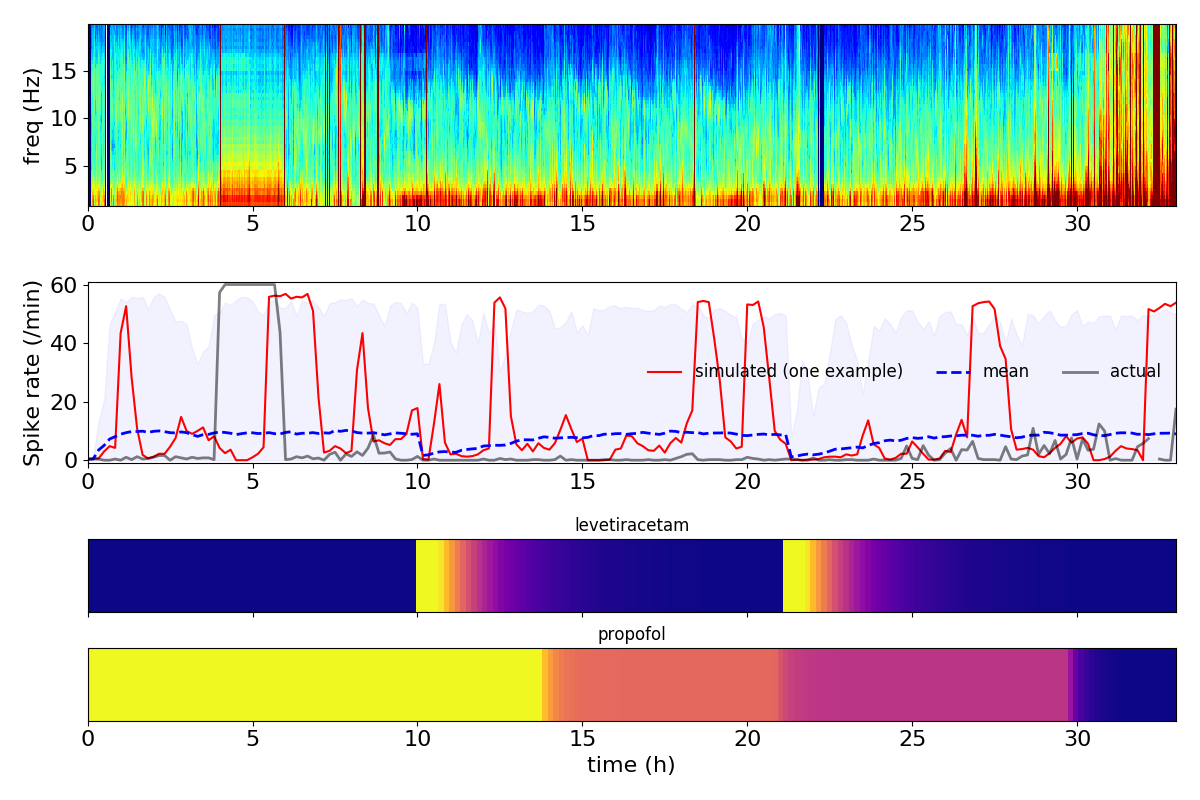 freq (Hz)
15
10
5
0 5 10 15 20 25 30
Spike rate (/min)
60
40
20
0
simulated (one example) mean actual
0 5 10 15 20 25 30
levetiracetam
propofol
0 5 10 15 20 25 30
time (h)